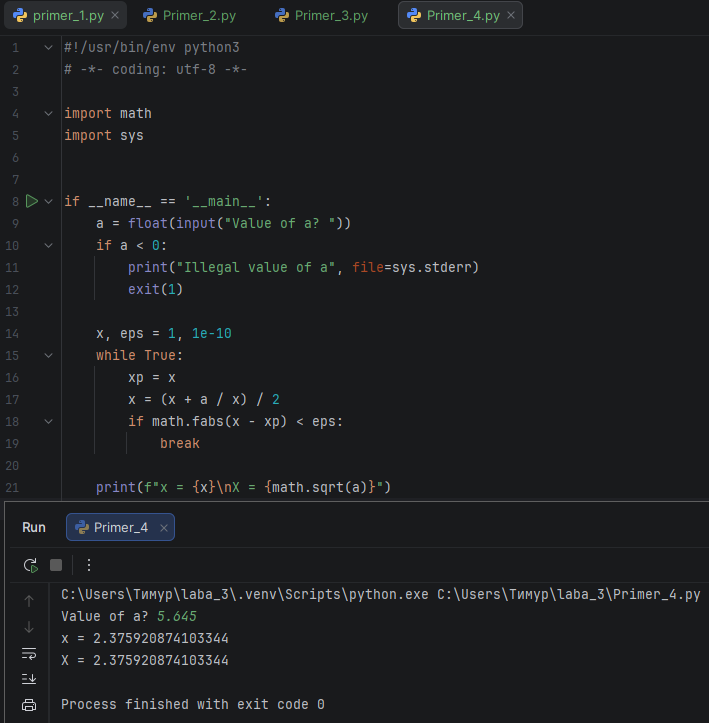 primer_1.py × Primer_2.py Primer_3.py Primer_4.py ×
1 #!/usr/bin/env python3
2 # -*- coding: utf-8 -*-
3
4 import math
5 import sys
6
7
8 if __name__ == '__main__':
9     a = float(input("Value of a? "))
10     if a < 0:
11         print("Illegal value of a", file=sys.stderr)
12         exit(1)
13
14     x, eps = 1, 1e-10
15     while True:
16         xp = x
17         x = (x + a / x) / 2
18         if math.fabs(x - xp) < eps:
19             break
20
21     print(f"x = {x}\nX = {math.sqrt(a)}")
Run Primer_4 ×
C:\Users\Тимур\laba_3\.venv\Scripts\python.exe C:\Users\Тимур\laba_3\Primer_4.py
Value of a? 5.645
x = 2.375920874103344
X = 2.375920874103344
Process finished with exit code 0